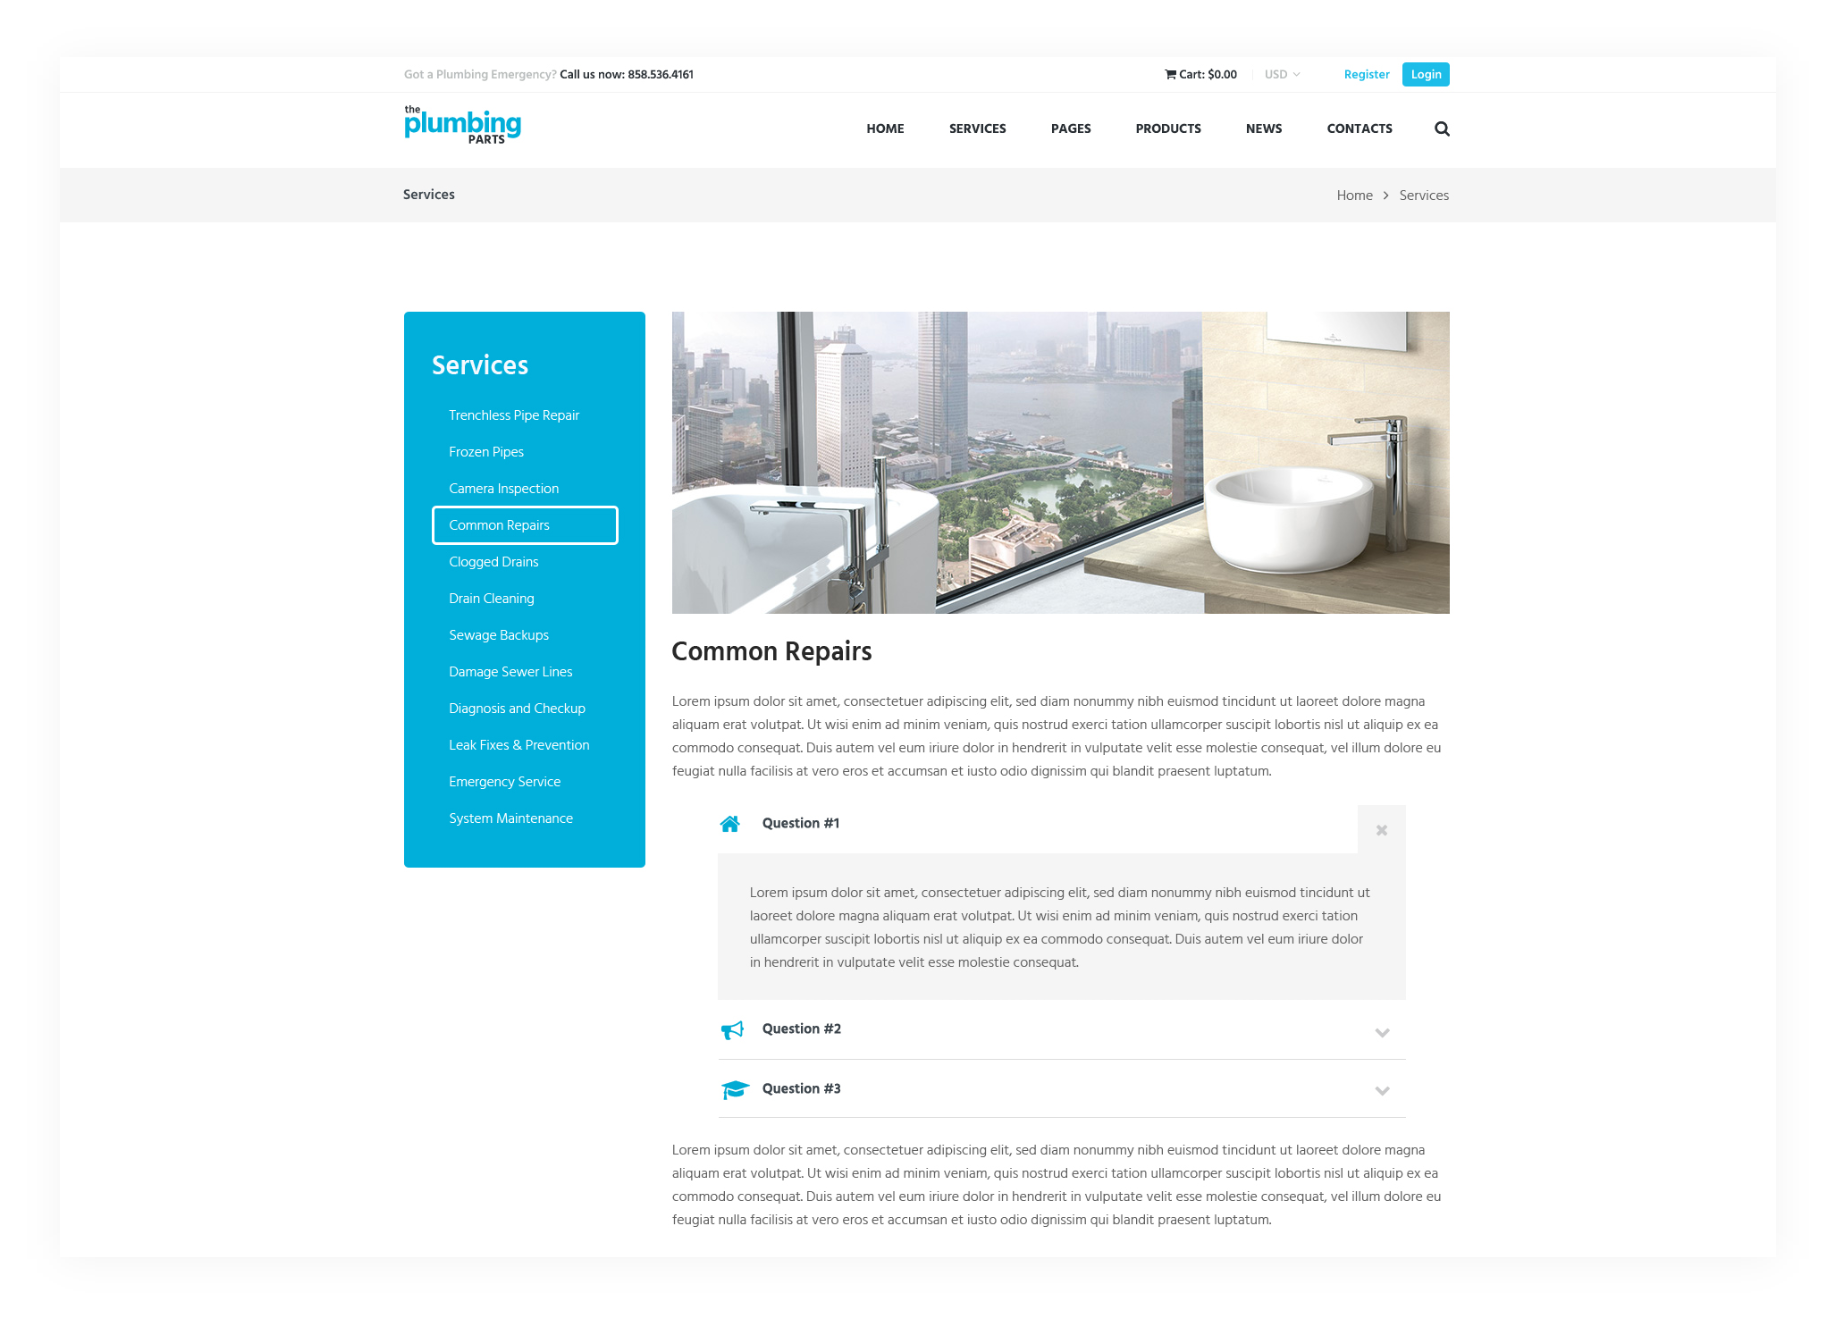 Got a Plumbing Emergency? Call us now: 858.536.4161
Cart: $0.00
USD
Register
Login
the
plumbing
PARTS
HOME
SERVICES
PAGES
PRODUCTS
NEWS
CONTACTS
Services
Home
Services
Services
Trenchless Pipe Repair
Frozen Pipes
Camera Inspection
Common Repairs
Clogged Drains
Drain Cleaning
Sewage Backups
Damage Sewer Lines
Diagnosis and Checkup
Leak Fixes & Prevention
Emergency Service
System Maintenance
Common Repairs
Lorem ipsum dolor sit amet, consectetuer adipiscing elit, sed diam nonummy nibh euismod tincidunt ut laoreet dolore magna
aliquam erat volutpat. Ut wisi enim ad minim veniam, quis nostrud exerci tation ullamcorper suscipit lobortis nisl ut aliquip ex ea
commodo consequat. Duis autem vel eum iriure dolor in hendrerit in vulputate velit esse molestie consequat, vel illum dolore eu
feugiat nulla facilisis at vero eros et accumsan et iusto odio dignissim qui blandit praesent luptatum.
Question #1
Lorem ipsum dolor sit amet, consectetuer adipiscing elit, sed diam nonummy nibh euismod tincidunt ut
laoreet dolore magna aliquam erat volutpat. Ut wisi enim ad minim veniam, quis nostrud exerci tation
ullamcorper suscipit lobortis nisl ut aliquip ex ea commodo consequat. Duis autem vel eum iriure dolor
in hendrerit in vulputate velit esse molestie consequat.
Question #2
Question #3
Lorem ipsum dolor sit amet, consectetuer adipiscing elit, sed diam nonummy nibh euismod tincidunt ut laoreet dolore magna
aliquam erat volutpat. Ut wisi enim ad minim veniam, quis nostrud exerci tation ullamcorper suscipit lobortis nisl ut aliquip ex ea
commodo consequat. Duis autem vel eum iriure dolor in hendrerit in vulputate velit esse molestie consequat, vel illum dolore eu
feugiat nulla facilisis at vero eros et accumsan et iusto odio dignissim qui blandit praesent luptatum.